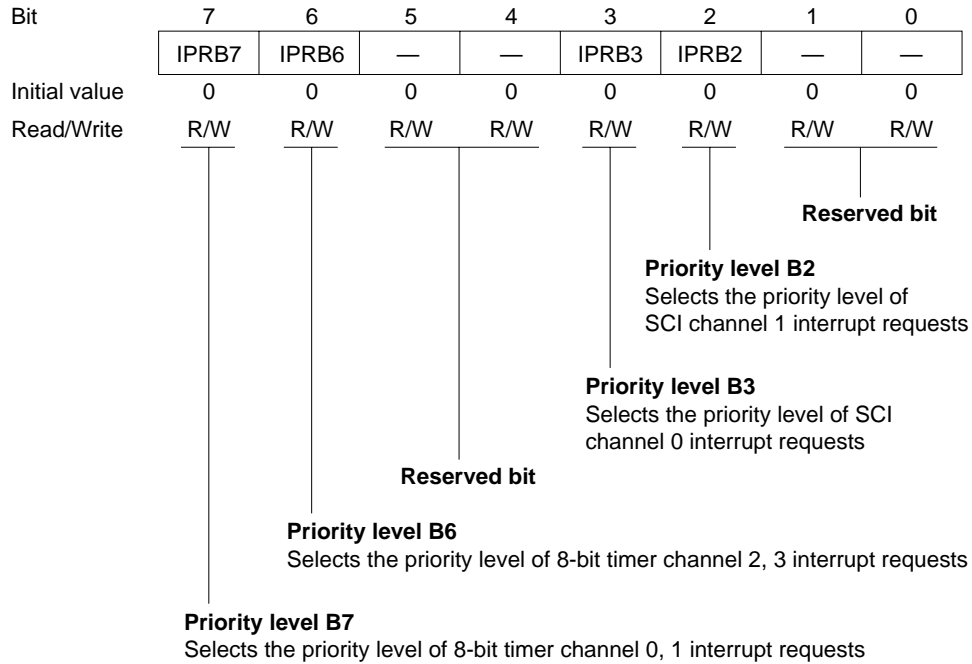 Bit 7 6 5 4 3 2 1 0
IPRB7 IPRB6 — — IPRB3 IPRB2 — —
Initial value 0 0 0 0 0 0 0 0
Read/Write R/W R/W R/W R/W R/W R/W R/W R/W
Reserved bit
Priority level B2
Selects the priority level of
SCI channel 1 interrupt requests
Priority level B3
Selects the priority level of SCI
channel 0 interrupt requests
Reserved bit
Priority level B6
Selects the priority level of 8-bit timer channel 2, 3 interrupt requests
Priority level B7
Selects the priority level of 8-bit timer channel 0, 1 interrupt requests